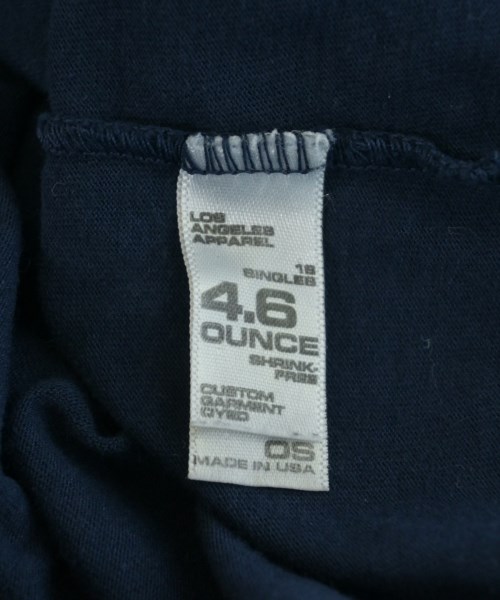 LOS
ANGELES
APPAREL
18
SINGLES
4.6
OUNCE
SHRINK-
FREE
CUSTOM
GARMENT
DYED
OS
MADE IN USA